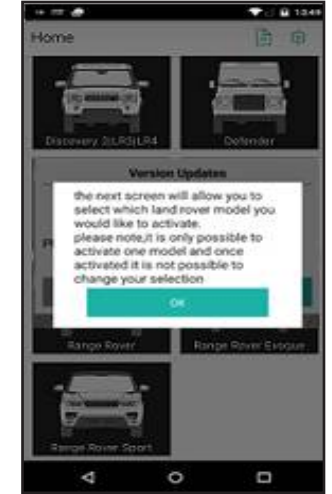 13:49
Home
Discovery 3(LR3)LR4
Defender
Version Updates
the next screen will allow you to
select which land rover model you
would like to activate.
please note,it is only possible to
activate one model and once
activated it is not possible to
change your selection
OK
Range Rover
Range Rover Evoque
Range Rover Sport